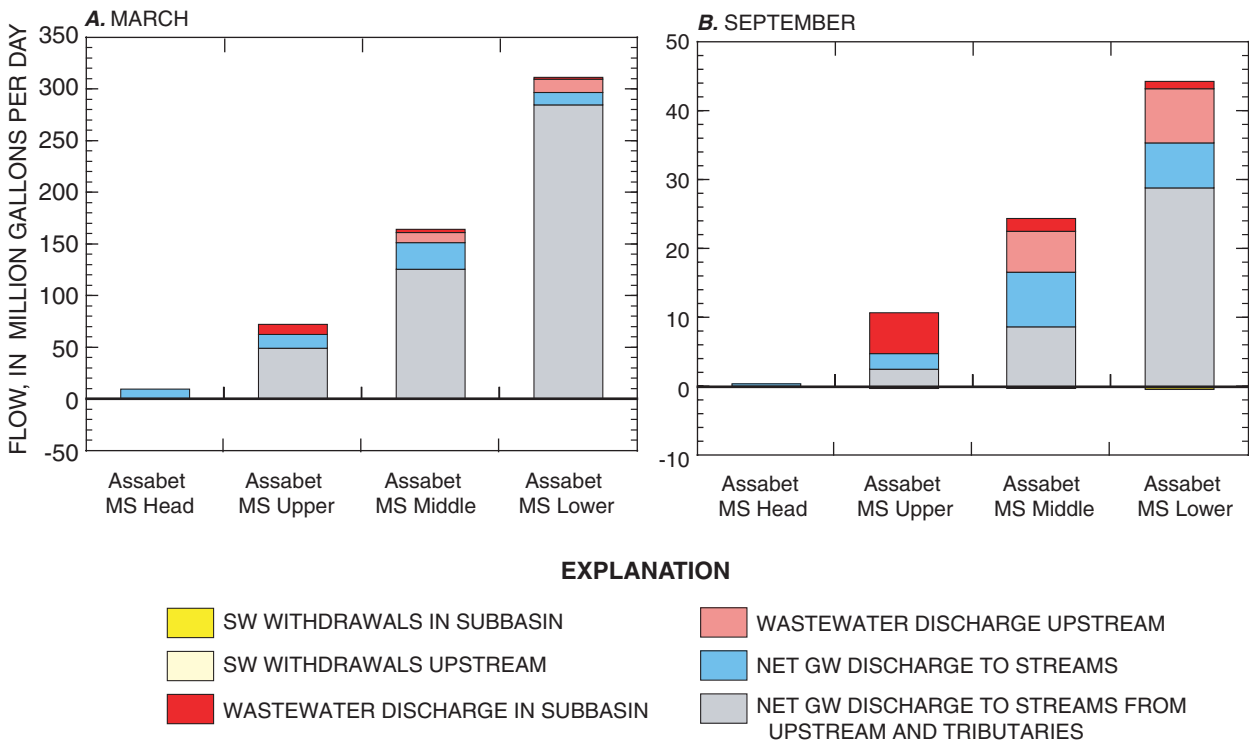 A. MARCH
B. SEPTEMBER
FLOW, IN MILLION GALLONS PER DAY
350
300
250
200
150
100
50
0
-50
50
40
30
20
10
0
-10
Assabet
MS Head
Assabet
MS Upper
Assabet
MS Middle
Assabet
MS Lower
Assabet
MS Head
Assabet
MS Upper
Assabet
MS Middle
Assabet
MS Lower
EXPLANATION
SW WITHDRAWALS IN SUBBASIN
SW WITHDRAWALS UPSTREAM
WASTEWATER DISCHARGE IN SUBBASIN
WASTEWATER DISCHARGE UPSTREAM
NET GW DISCHARGE TO STREAMS
NET GW DISCHARGE TO STREAMS FROM
UPSTREAM AND TRIBUTARIES